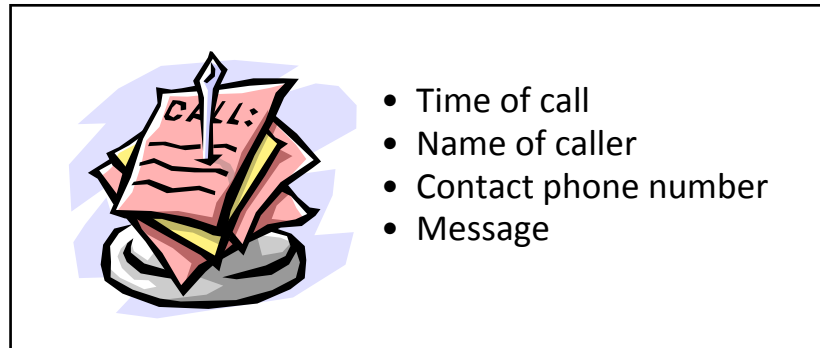 CALL:
• Time of call
• Name of caller
• Contact phone number
• Message